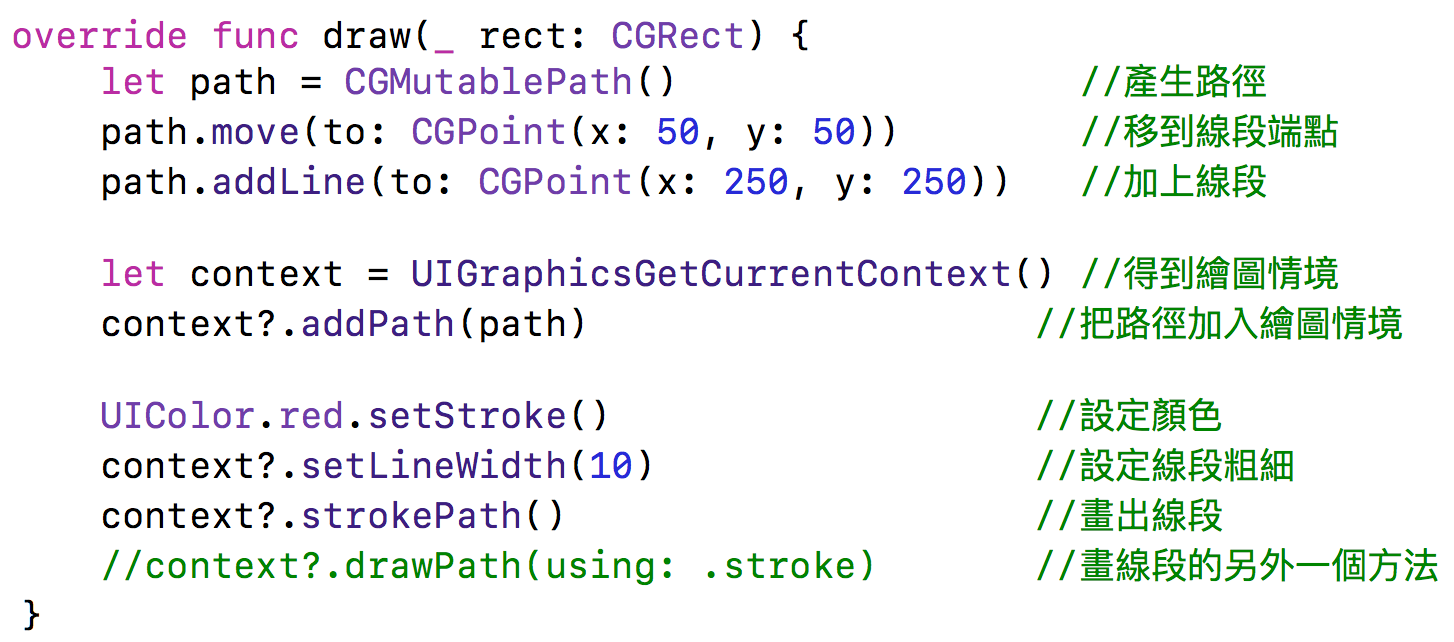 override func draw(_ rect: CGRect) {
    let path = CGMutablePath()                   //產生路徑
    path.move(to: CGPoint(x: 50, y: 50))         //移到線段端點
    path.addLine(to: CGPoint(x: 250, y: 250))    //加上線段

    let context = UIGraphicsGetCurrentContext() //得到繪圖情境
    context?.addPath(path)                     //把路徑加入繪圖情境

    UIColor.red.setStroke()                    //設定顏色
    context?.setLineWidth(10)                  //設定線段粗細
    context?.strokePath()                      //畫出線段
    //context?.drawPath(using: .stroke)        //畫線段的另外一個方法
}